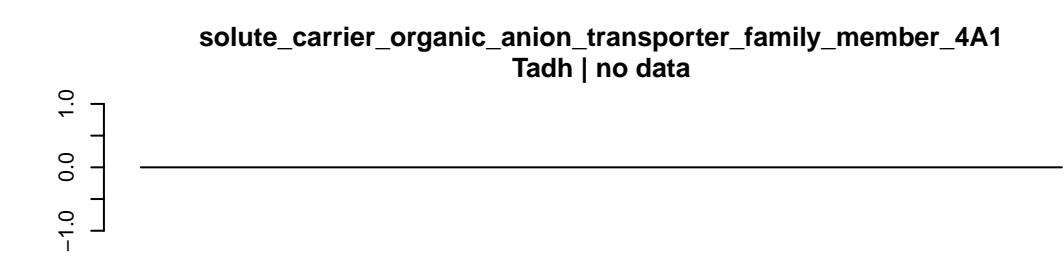 solute_carrier_organic_anion_transporter_family_member_4A1
Tadh | no data
1.0
0.0
−1.0